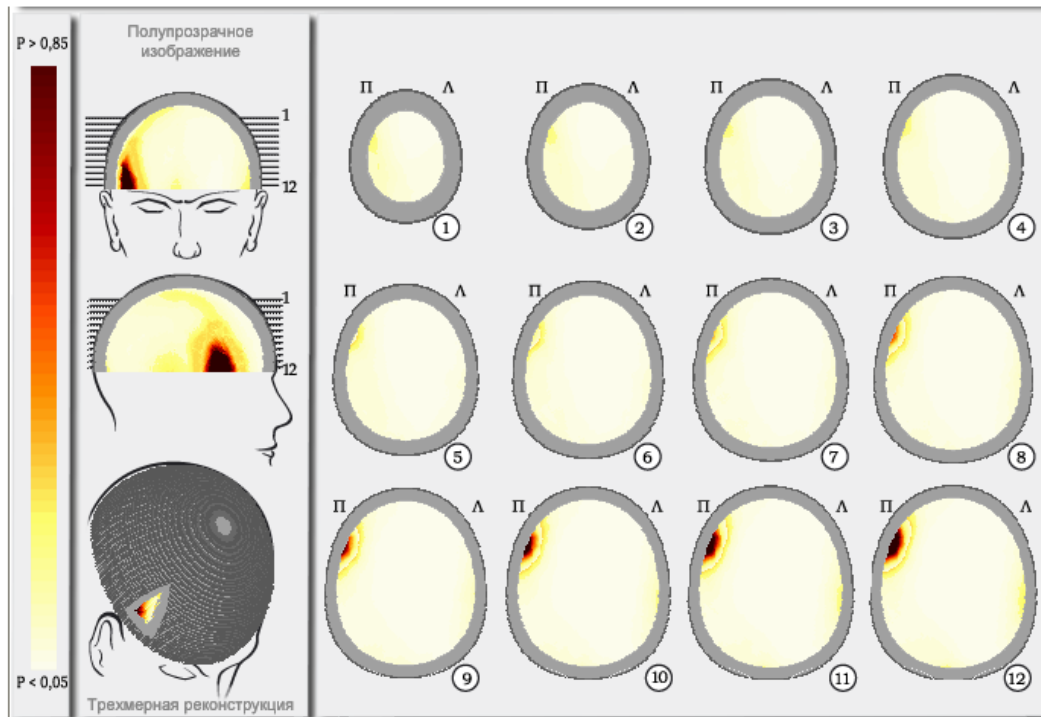 P > 0,85
P < 0,05
Полупрозрачное
изображение
1
12
1
12
Трехмерная реконструкция
П Λ
1
П Λ
2
П Λ
3
П Λ
4
П Λ
5
П Λ
6
П Λ
7
П Λ
8
П Λ
9
П Λ
10
П Λ
11
П Λ
12